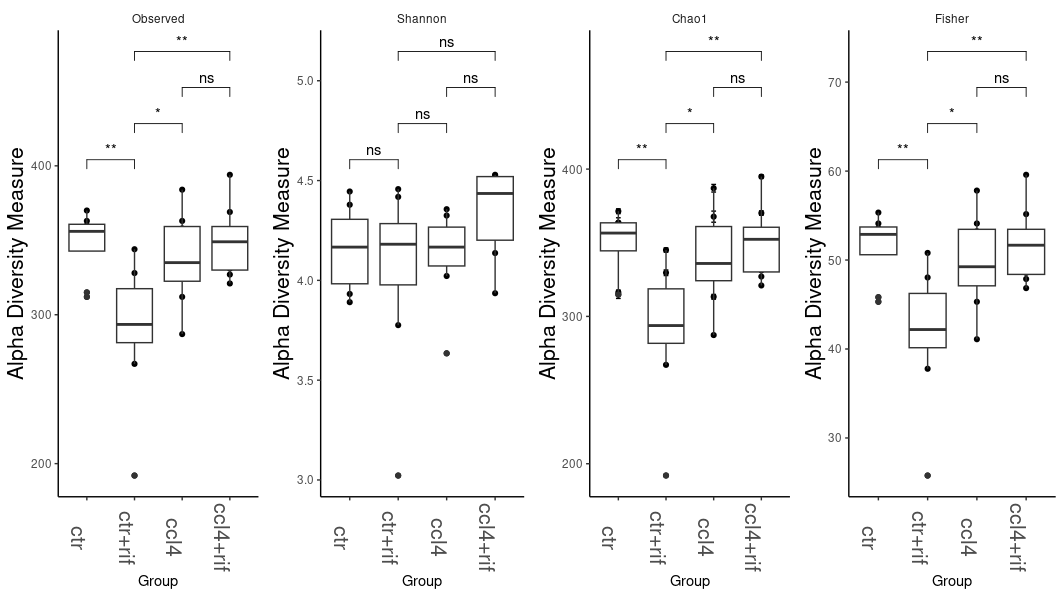 Observed
Shannon
Chao1
Fisher
Alpha Diversity Measure
400
300
200
**
ns
*
**
ctr
ctr+rif
ccl4
ccl4+rif
Group
Alpha Diversity Measure
5.0
4.5
4.0
3.5
3.0
ns
ns
ns
ns
ctr
ctr+rif
ccl4
ccl4+rif
Group
Alpha Diversity Measure
400
300
200
**
ns
*
**
ctr
ctr+rif
ccl4
ccl4+rif
Group
Alpha Diversity Measure
70
60
50
40
30
**
ns
*
**
ctr
ctr+rif
ccl4
ccl4+rif
Group